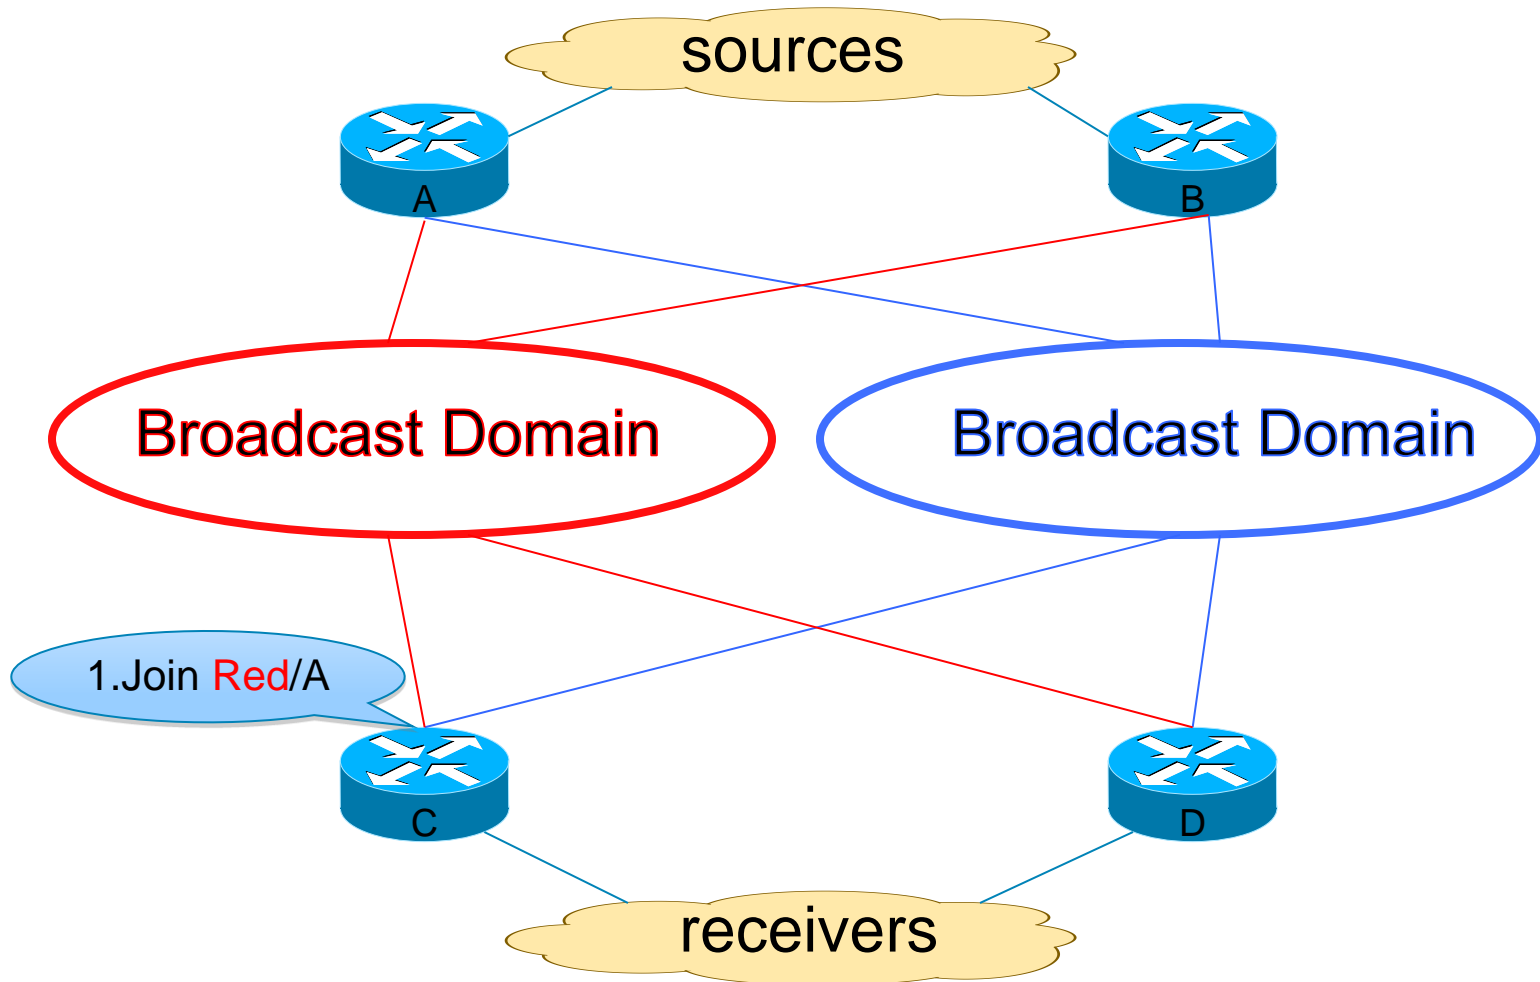 sources
A
B
Broadcast Domain
Broadcast Domain
1.Join Red/A
C
D
receivers